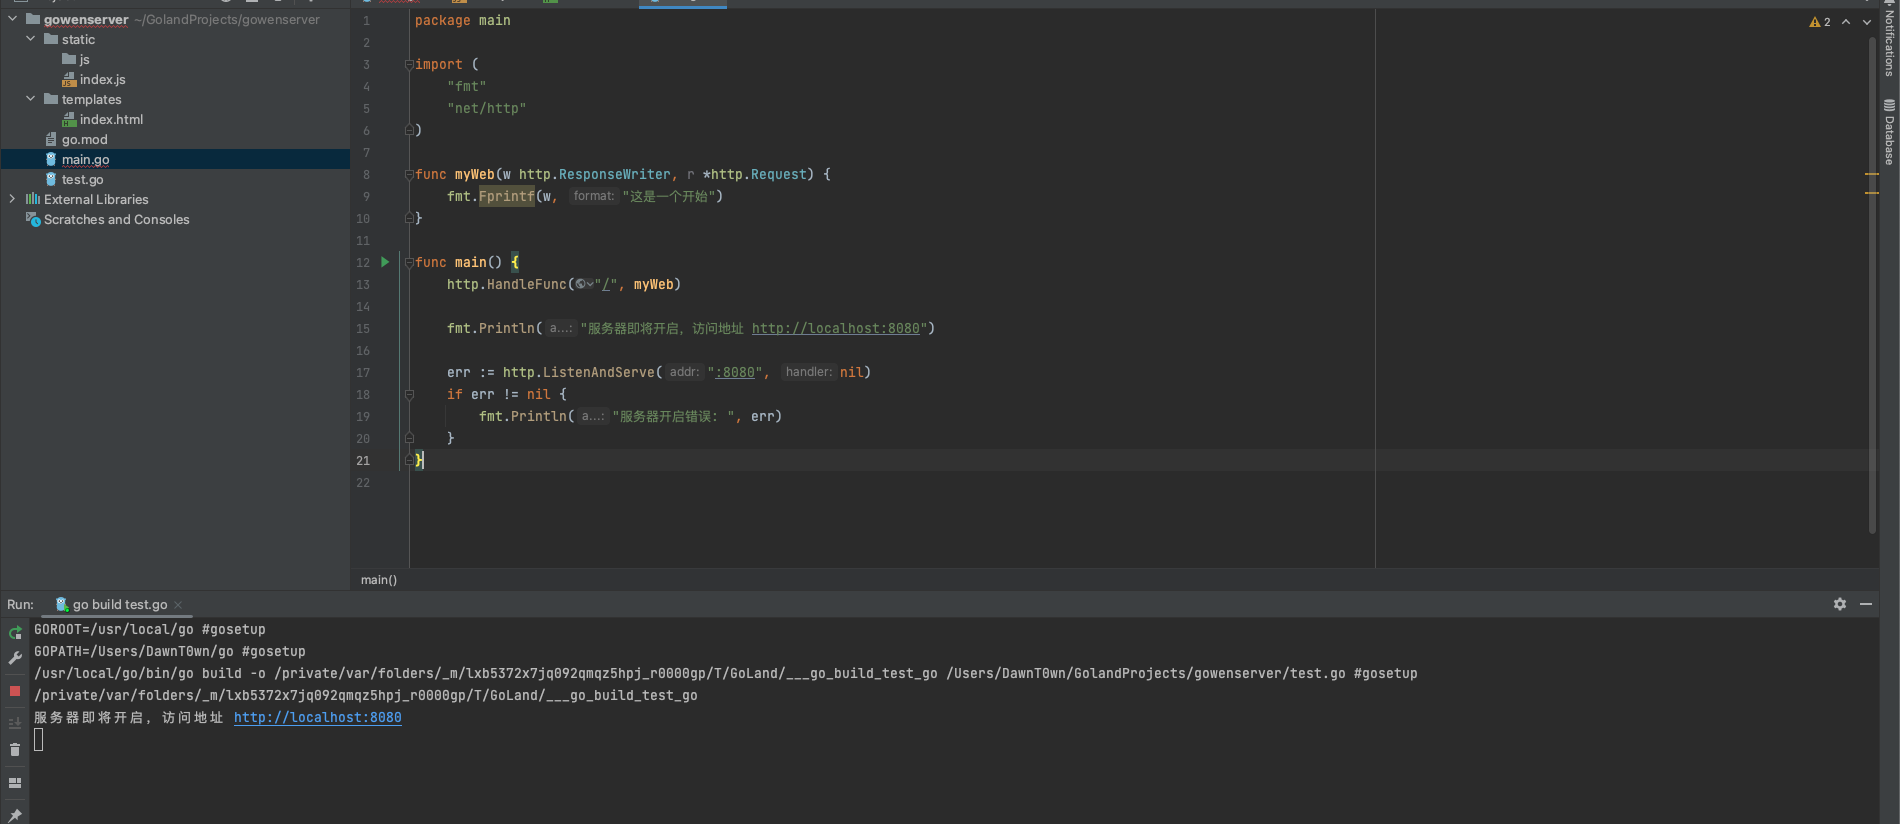 gowenserver ~/GolandProjects/gowenserver
static
js
index.js
templates
index.html
go.mod
main.go
test.go
External Libraries
Scratches and Consoles
1 package main
2
3 import (
4 "fmt"
5 "net/http"
6 )
7
8 func myWeb(w http.ResponseWriter, r *http.Request) {
9 fmt.Fprintf(w, format: "这是一个开始")
10 }
11
12 func main() {
13 http.HandleFunc("/", myWeb)
14
15 fmt.Println( a...: "服务器即将开启，访问地址 http://localhost:8080")
16
17 err := http.ListenAndServe( addr: ":8080", handler: nil)
18 if err != nil {
19 fmt.Println( a...: "服务器开启错误: ", err)
20 }
21 }
22
2
Notifications
Database
main()
Run: go build test.go
GOROOT=/usr/local/go #gosetup
GOPATH=/Users/DawnT0wn/go #gosetup
/usr/local/go/bin/go build -o /private/var/folders/_m/lxb5372x7jq092qmqz5hpj_r0000gp/T/GoLand/___go_build_test_go /Users/DawnT0wn/GolandProjects/gowenserver/test.go #gosetup
/private/var/folders/_m/lxb5372x7jq092qmqz5hpj_r0000gp/T/GoLand/___go_build_test_go
服务器即将开启，访问地址 http://localhost:8080